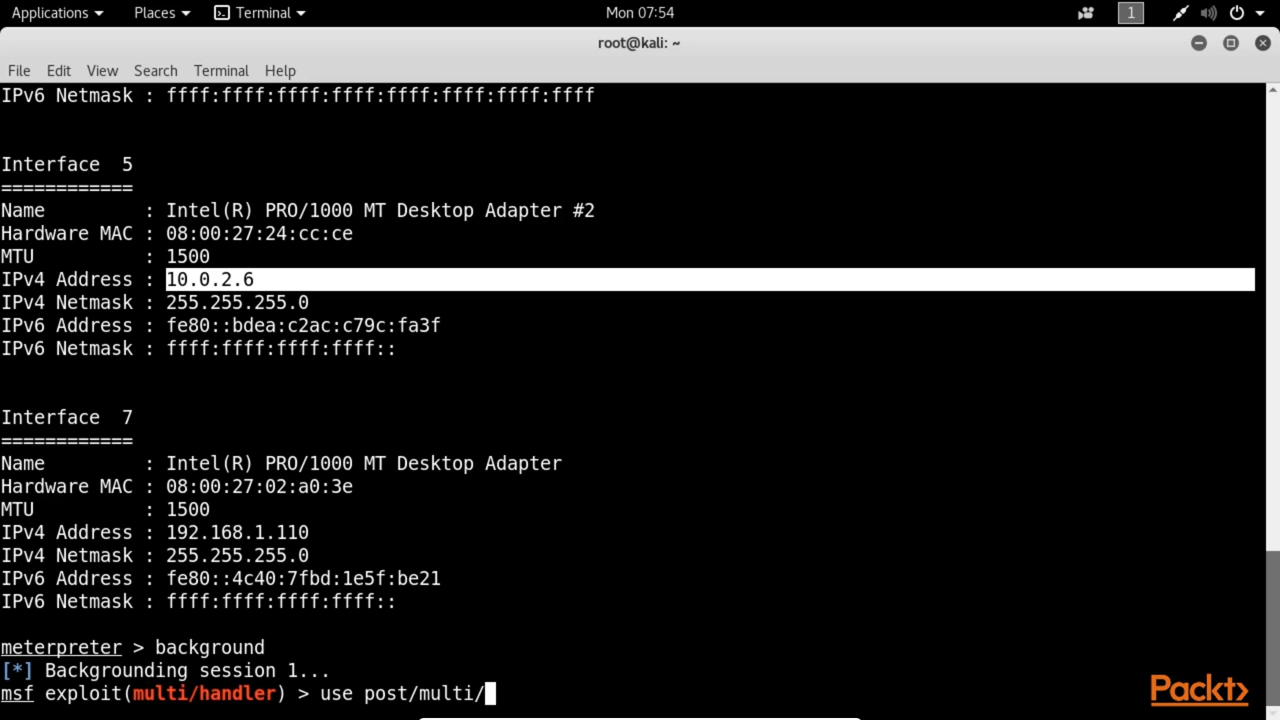 Applications Places Terminal Mon 07:54 1
root@kali: ~
File Edit View Search Terminal Help
IPv6 Netmask : ffff:ffff:ffff:ffff:ffff:ffff:ffff:ffff
Interface  5
============
Name         : Intel(R) PRO/1000 MT Desktop Adapter #2
Hardware MAC : 08:00:27:24:cc:ce
MTU          : 1500
IPv4 Address : 10.0.2.6
IPv4 Netmask : 255.255.255.0
IPv6 Address : fe80::bdea:c2ac:c79c:fa3f
IPv6 Netmask : ffff:ffff:ffff:ffff::
Interface  7
============
Name         : Intel(R) PRO/1000 MT Desktop Adapter
Hardware MAC : 08:00:27:02:a0:3e
MTU          : 1500
IPv4 Address : 192.168.1.110
IPv4 Netmask : 255.255.255.0
IPv6 Address : fe80::4c40:7fbd:1e5f:be21
IPv6 Netmask : ffff:ffff:ffff:ffff::
meterpreter > background
[*] Backgrounding session 1...
msf exploit(multi/handler) > use post/multi/
Packt>